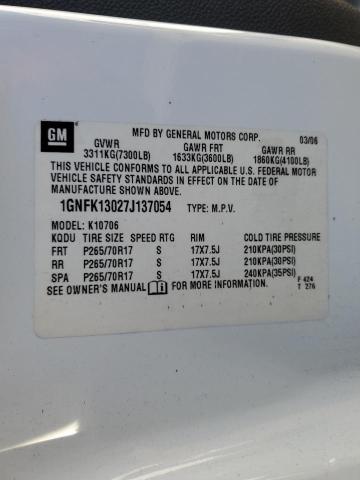 GM
MFD BY GENERAL MOTORS CORP. 03/06
GVWR GAWR FRT GAWR RR
3311KG(7300LB) 1633KG(3600LB) 1860KG(4100LB)
THIS VEHICLE CONFORMS TO ALL APPLICABLE U.S. FEDERAL MOTOR
VEHICLE SAFETY STANDARDS IN EFFECT ON THE DATE OF
MANUFACTURE SHOWN ABOVE.
1GNFK13027J137054 TYPE: M.P.V.
MODEL: K10706
KQDU TIRE SIZE SPEED RTG RIM COLD TIRE PRESSURE
FRT P265/70R17 S 17X7.5J 210KPA(30PSI)
RR P265/70R17 S 17X7.5J 210KPA(30PSI)
SPA P265/70R17 S 17X7.5J 240KPA(35PSI)
SEE OWNER'S MANUAL FOR MORE INFORMATION.
F 424
T 276